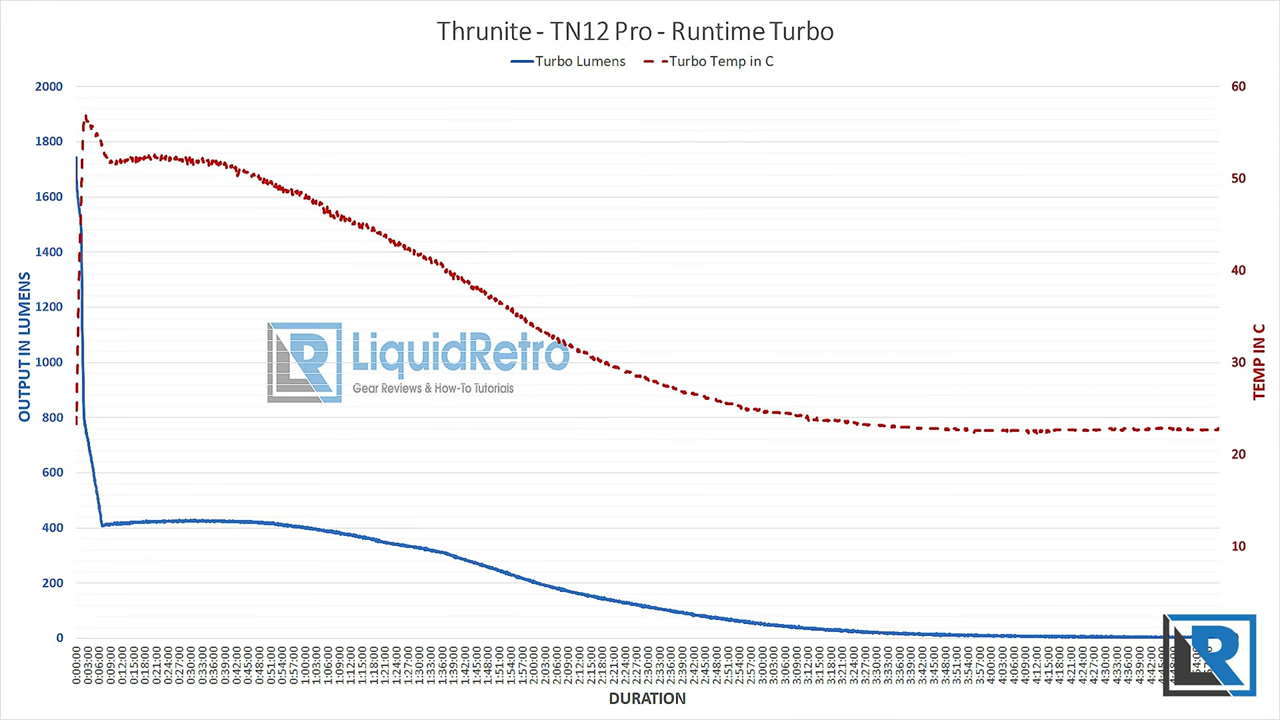 Thrunite - TN12 Pro - Runtime Turbo
Turbo Lumens Turbo Temp in C
2000
1800
1600
1400
1200
1000
800
600
400
200
0
OUTPUT IN LUMENS
60
50
40
30
20
10
TEMP IN C
LiquidRetro
Gear Reviews & How-To Tutorials
0:00:00 0:03:00 0:06:00 0:09:00 0:12:00 0:15:00 0:18:00 0:21:00 0:24:00 0:27:00 0:30:00 0:33:00 0:36:00 0:39:00 0:42:00 0:45:00 0:48:00 0:51:00 0:54:00 0:57:00 1:00:00 1:03:00 1:06:00 1:09:00 1:12:00 1:15:00 1:18:00 1:21:00 1:24:00 1:27:00 1:30:00 1:33:00 1:36:00 1:39:00 1:42:00 1:45:00 1:48:00 1:51:00 1:54:00 1:57:00 2:00:00 2:03:00 2:06:00 2:09:00 2:12:00 2:15:00 2:18:00 2:21:00 2:24:00 2:27:00 2:30:00 2:33:00 2:36:00 2:39:00 2:42:00 2:45:00 2:48:00 2:51:00 2:54:00 2:57:00 3:00:00 3:03:00 3:06:00 3:09:00 3:12:00 3:15:00 3:18:00 3:21:00 3:24:00 3:27:00 3:30:00 3:33:00 3:36:00 3:39:00 3:42:00 3:45:00 3:48:00 3:51:00 3:54:00 3:57:00 4:00:00 4:03:00 4:06:00 4:09:00 4:12:00 4:15:00 4:18:00 4:21:00 4:24:00 4:27:00 4:30:00 4:33:00 4:36:00 4:39:00 4:42:00
DURATION